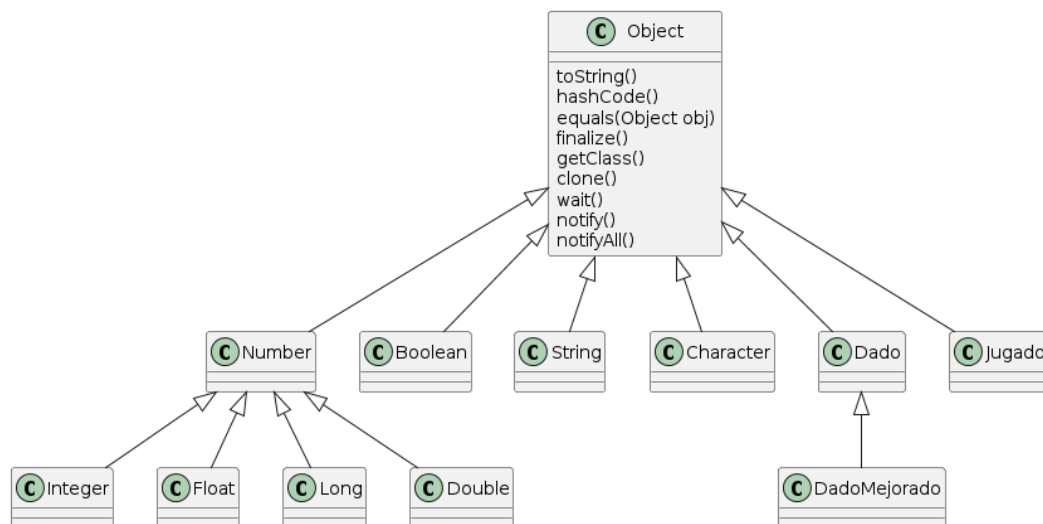 C Object
toString()
hashCode()
equals(Object obj)
finalize()
getClass()
clone()
wait()
notify()
notifyAll()
C Number
C Boolean
C String
C Character
C Dado
C Jugado
C Integer
C Float
C Long
C Double
C DadoMejorado